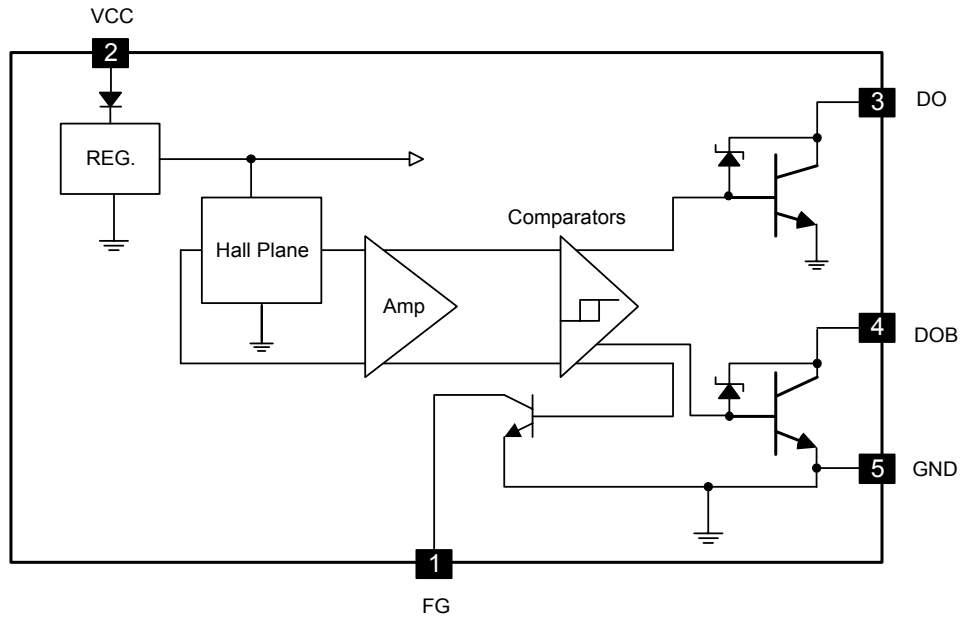 VCC
2
3
DO
REG.
Comparators
Hall Plane
Amp
4
DOB
5
GND
1
FG